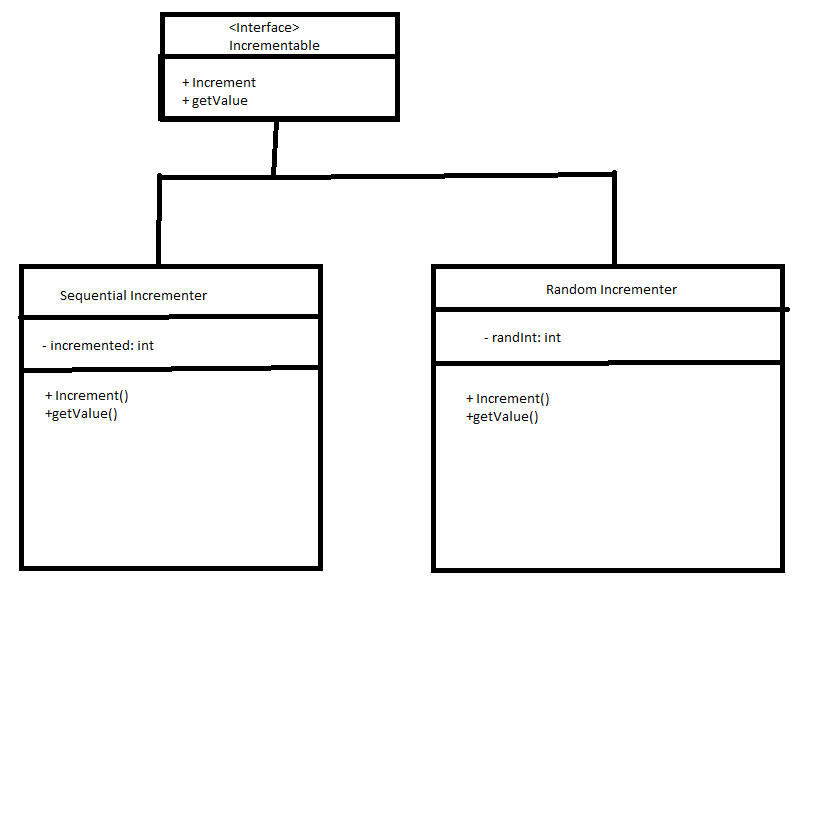 <Interface>
Incrementable
+ Increment
+ getValue
Sequential Incrementer
- incremented: int
+ Increment()
+getValue()
Random Incrementer
- randInt: int
+ Increment()
+getValue()